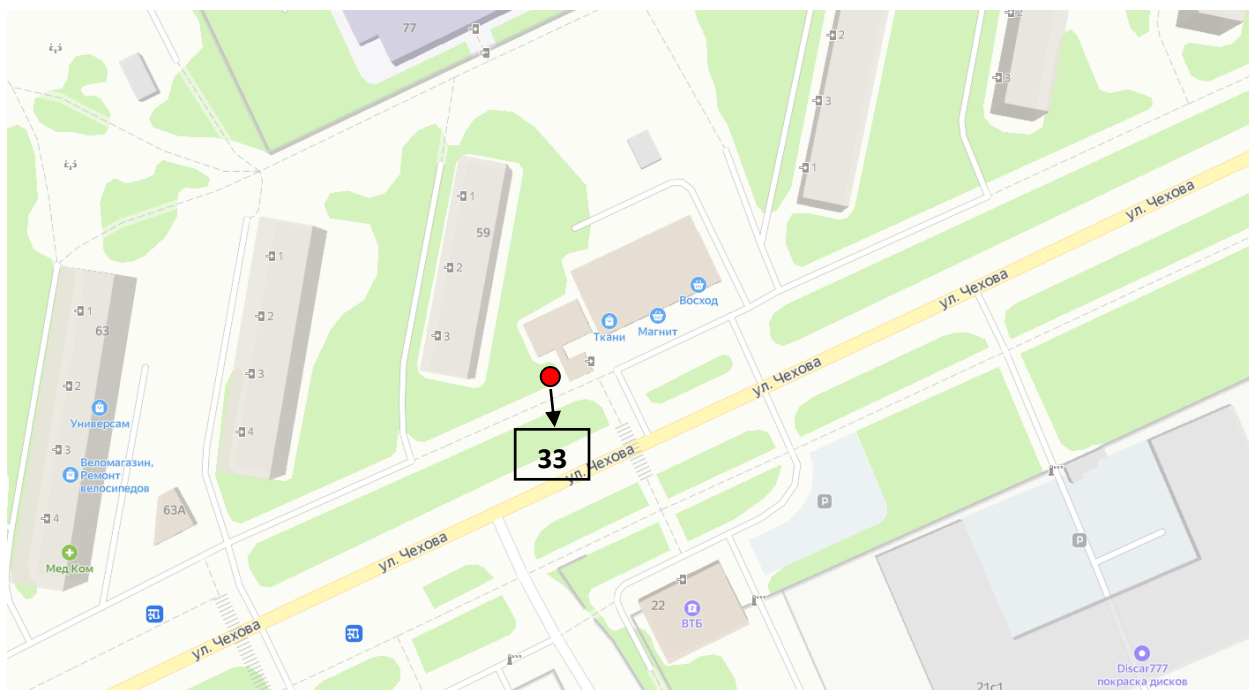 77
2
3
1
2
3
ул. Чехова
1
2
3
59
1
2
3
4
Восход
Магнит
Ткани
ул. Чехова
ул. Чехова
1
63
2
3
4
Универсам
Веломагазин,
Ремонт
велосипедов
63А
Мед Ком
33
ул. Чехова
ул. Чехова
ул. Чехова
P
P
22
ВТБ
21с1
Discar777
покраска дисков